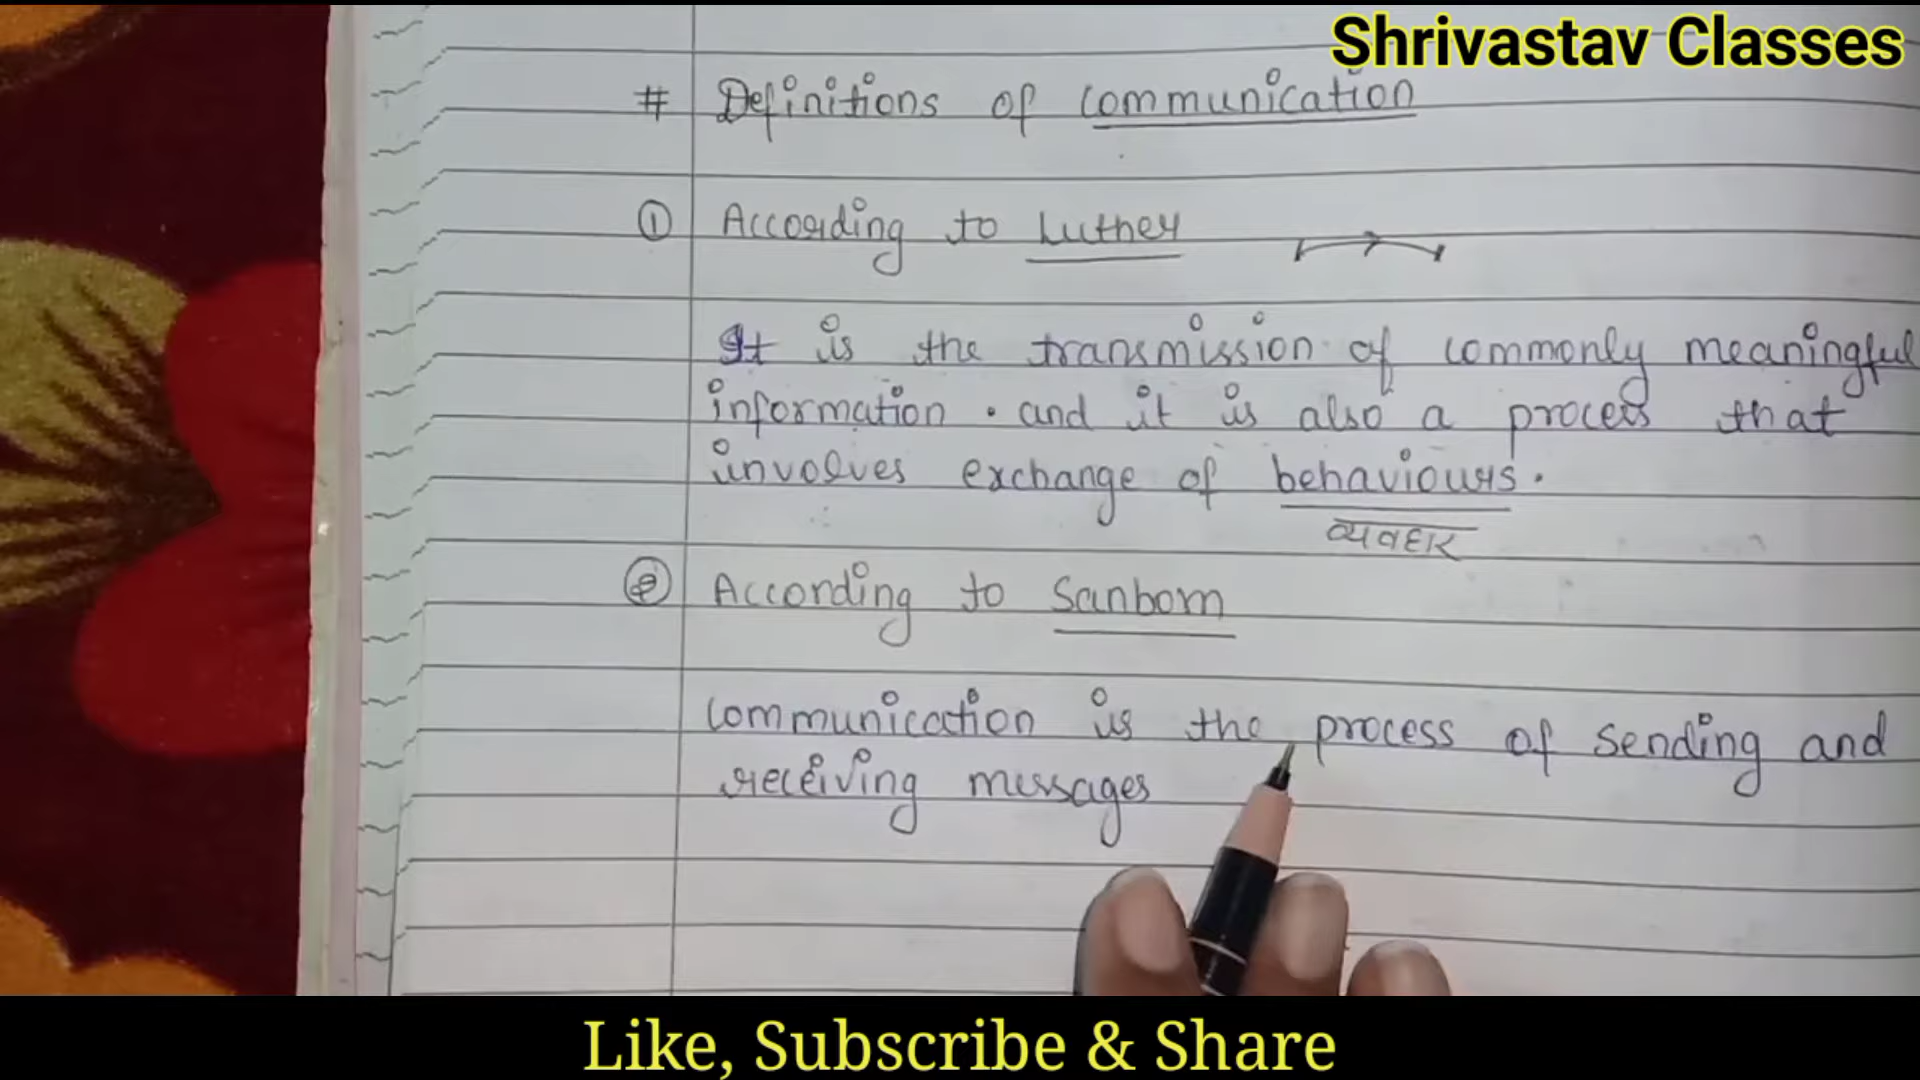 Shrivastav Classes
# Definitions of communication
① According to Luther
It is the transmission of commonly meaningful
information. and it is also a process that
involves exchange of behaviours.
व्यवहार
② According to Sanborn
communication is the process of sending and
receiving messages
Like, Subscribe & Share